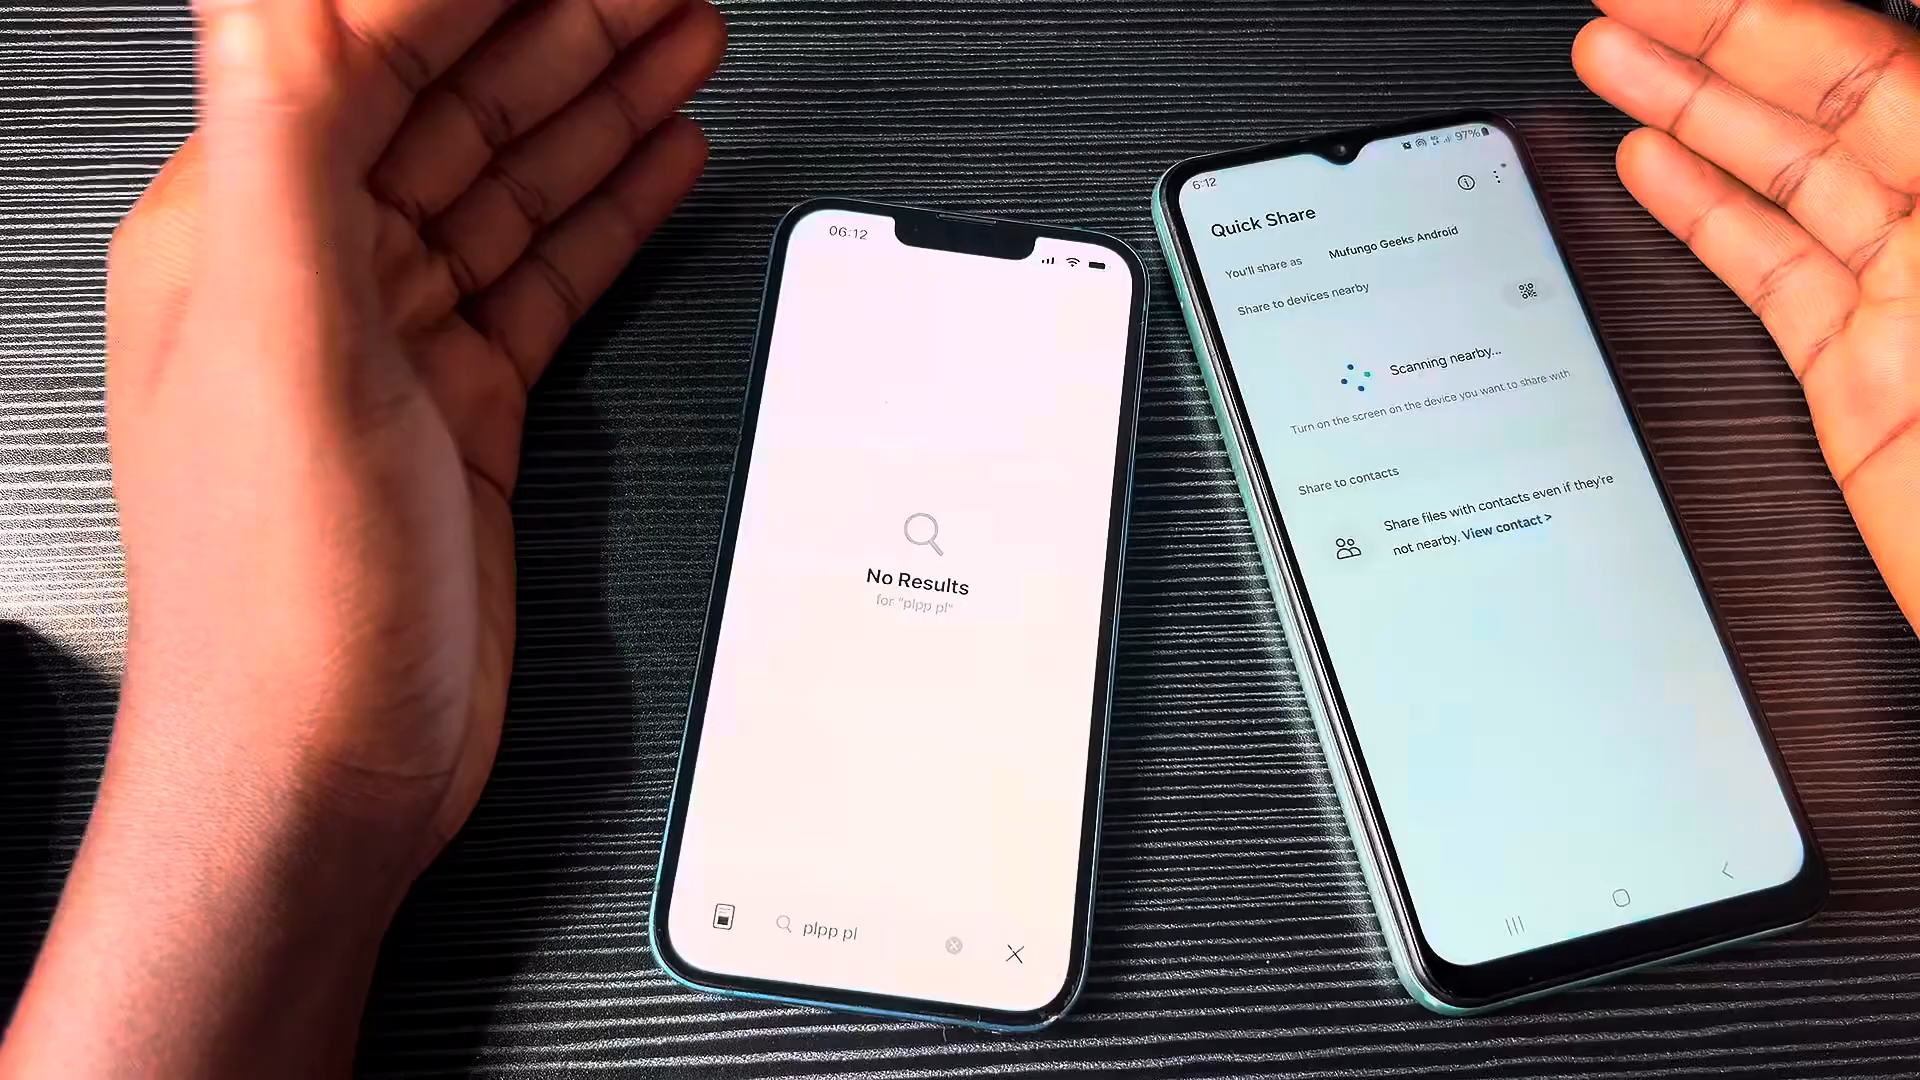 06:12
No Results
for "plpp pl"
plpp pl
6:12
97%
Quick Share
You'll share as Mufungo Geeks Android
Share to devices nearby
Scanning nearby...
Turn on the screen on the device you want to share with
Share to contacts
Share files with contacts even if they're
not nearby. View contact >